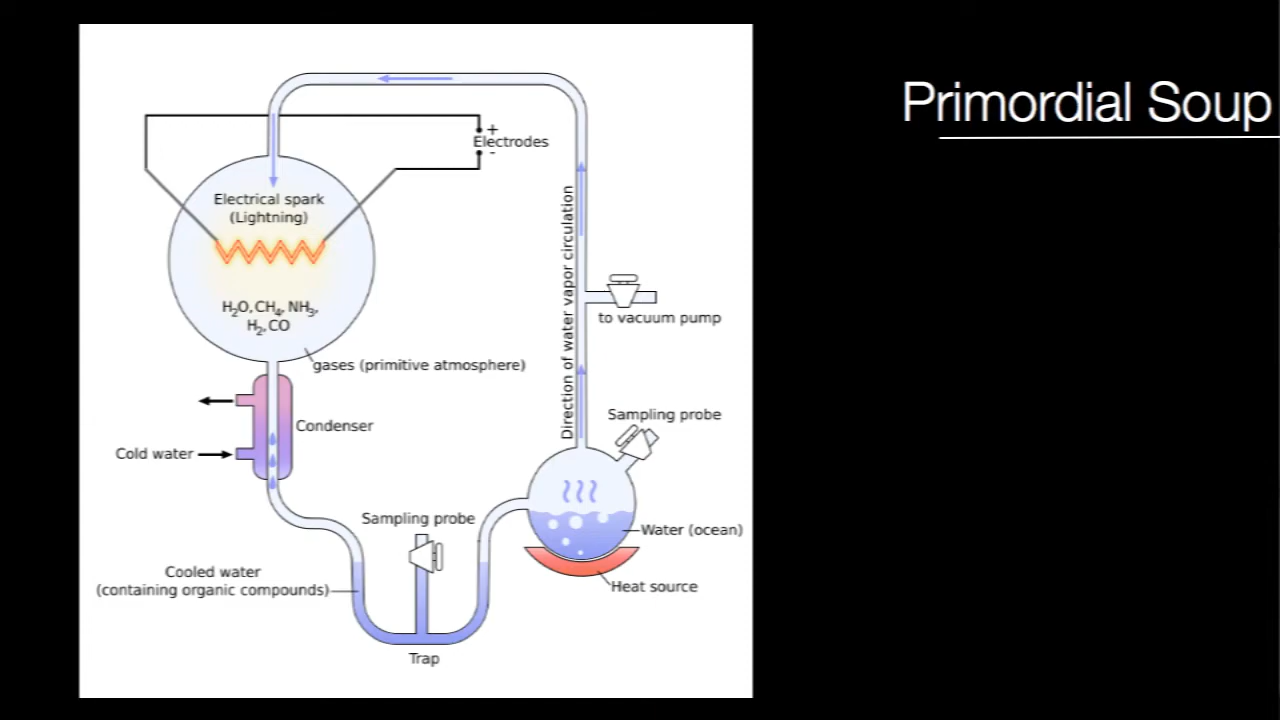 Primordial Soup
+
Electrodes
-
Electrical spark
(Lightning)
H₂O, CH₄, NH₃,
H₂, CO
gases (primitive atmosphere)
Direction of water vapor circulation
to vacuum pump
Condenser
Cold water
Sampling probe
Sampling probe
Water (ocean)
Heat source
Cooled water
(containing organic compounds)
Trap